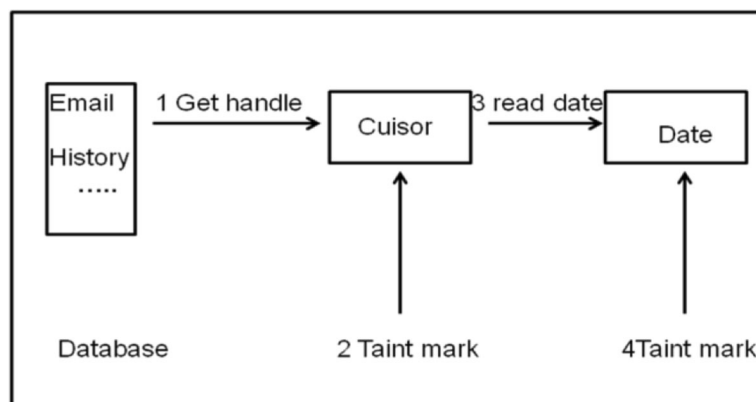 Email
History
.....
1 Get handle
Cuisor
3 read date
Date
Database
2 Taint mark
4Taint mark